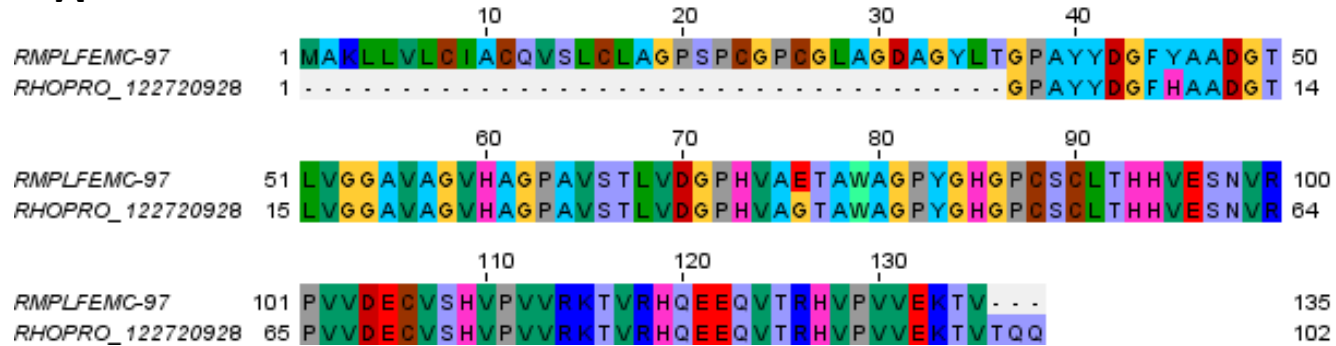 10 20 30 40
RMPLFEMC-97 1 MAKLLVLCIACQVSLCLAGPSPCGPCGLAGDAGYLTGPAYYDGFYAADGT 50
RHOPRO_122720928 1 ------------------------------------GPAYYDGFHAADGT 14
60 70 80 90
RMPLFEMC-97 51 LVGGAVAGVHAGPAVSTLVDGPHVAETAWAGPYGHGPCSCLTHHVESNVR 100
RHOPRO_122720928 15 LVGGAVAGVHAGPAVSTLVDGPHVAGTAWAGPYGHGPCSCLTHHVESNVR 64
110 120 130
RMPLFEMC-97 101 PVVDECVSHVPVVRKTVRHQEEQVTRHVPVVEKTV--- 135
RHOPRO_122720928 65 PVVDECVSHVPVVRKTVRHQEEQVTRHVPVVEKTVTQQ 102